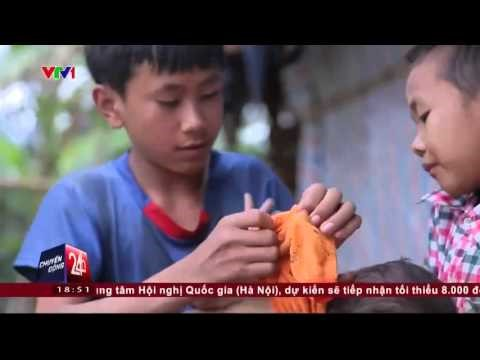 VTV1
CHUYỂN ĐỘNG 24h
18:51 ung tâm Hội nghị Quốc gia (Hà Nội), dự kiến sẽ tiếp nhận tối thiểu 8.000 đ